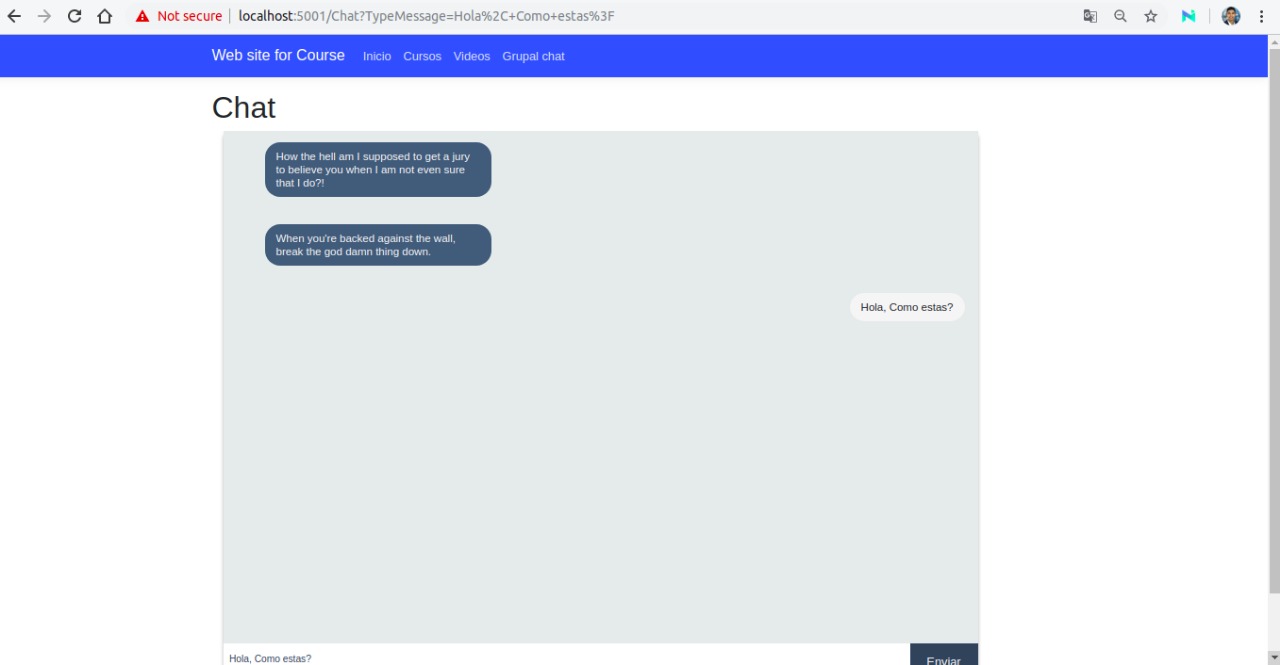 Not secure localhost:5001/Chat?TypeMessage=Hola%2C+Como+estas%3F
Web site for Course Inicio Cursos Videos Grupal chat
Chat
How the hell am I supposed to get a jury
to believe you when I am not even sure
that I do?!
When you're backed against the wall,
break the god damn thing down.
Hola, Como estas?
Hola, Como estas?
Enviar